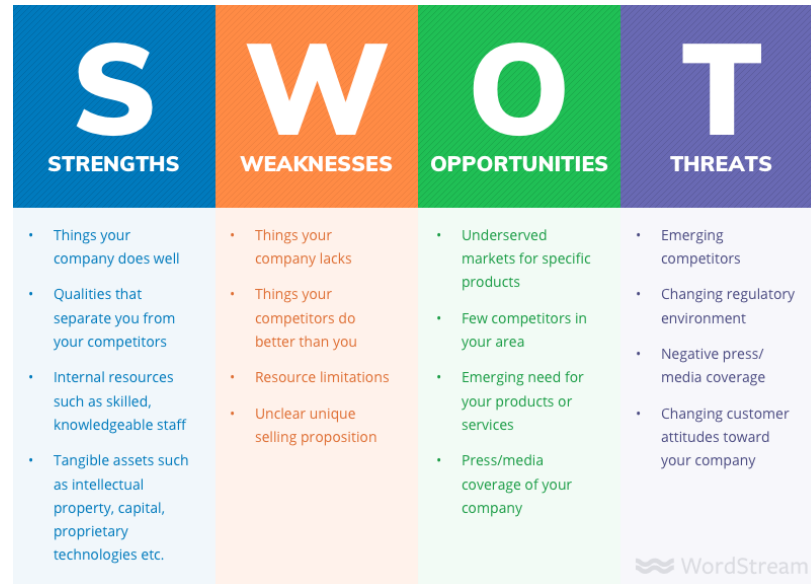 S
STRENGTHS
• Things your
company does well
• Qualities that
separate you from
your competitors
• Internal resources
such as skilled,
knowledgeable staff
• Tangible assets such
as intellectual
property, capital,
proprietary
technologies etc.
W
WEAKNESSES
• Things your
company lacks
• Things your
competitors do
better than you
• Resource limitations
• Unclear unique
selling proposition
O
OPPORTUNITIES
• Underserved
markets for specific
products
• Few competitors in
your area
• Emerging need for
your products or
services
• Press/media
coverage of your
company
T
THREATS
• Emerging
competitors
• Changing regulatory
environment
• Negative press/
media coverage
• Changing customer
attitudes toward
your company
WordStream